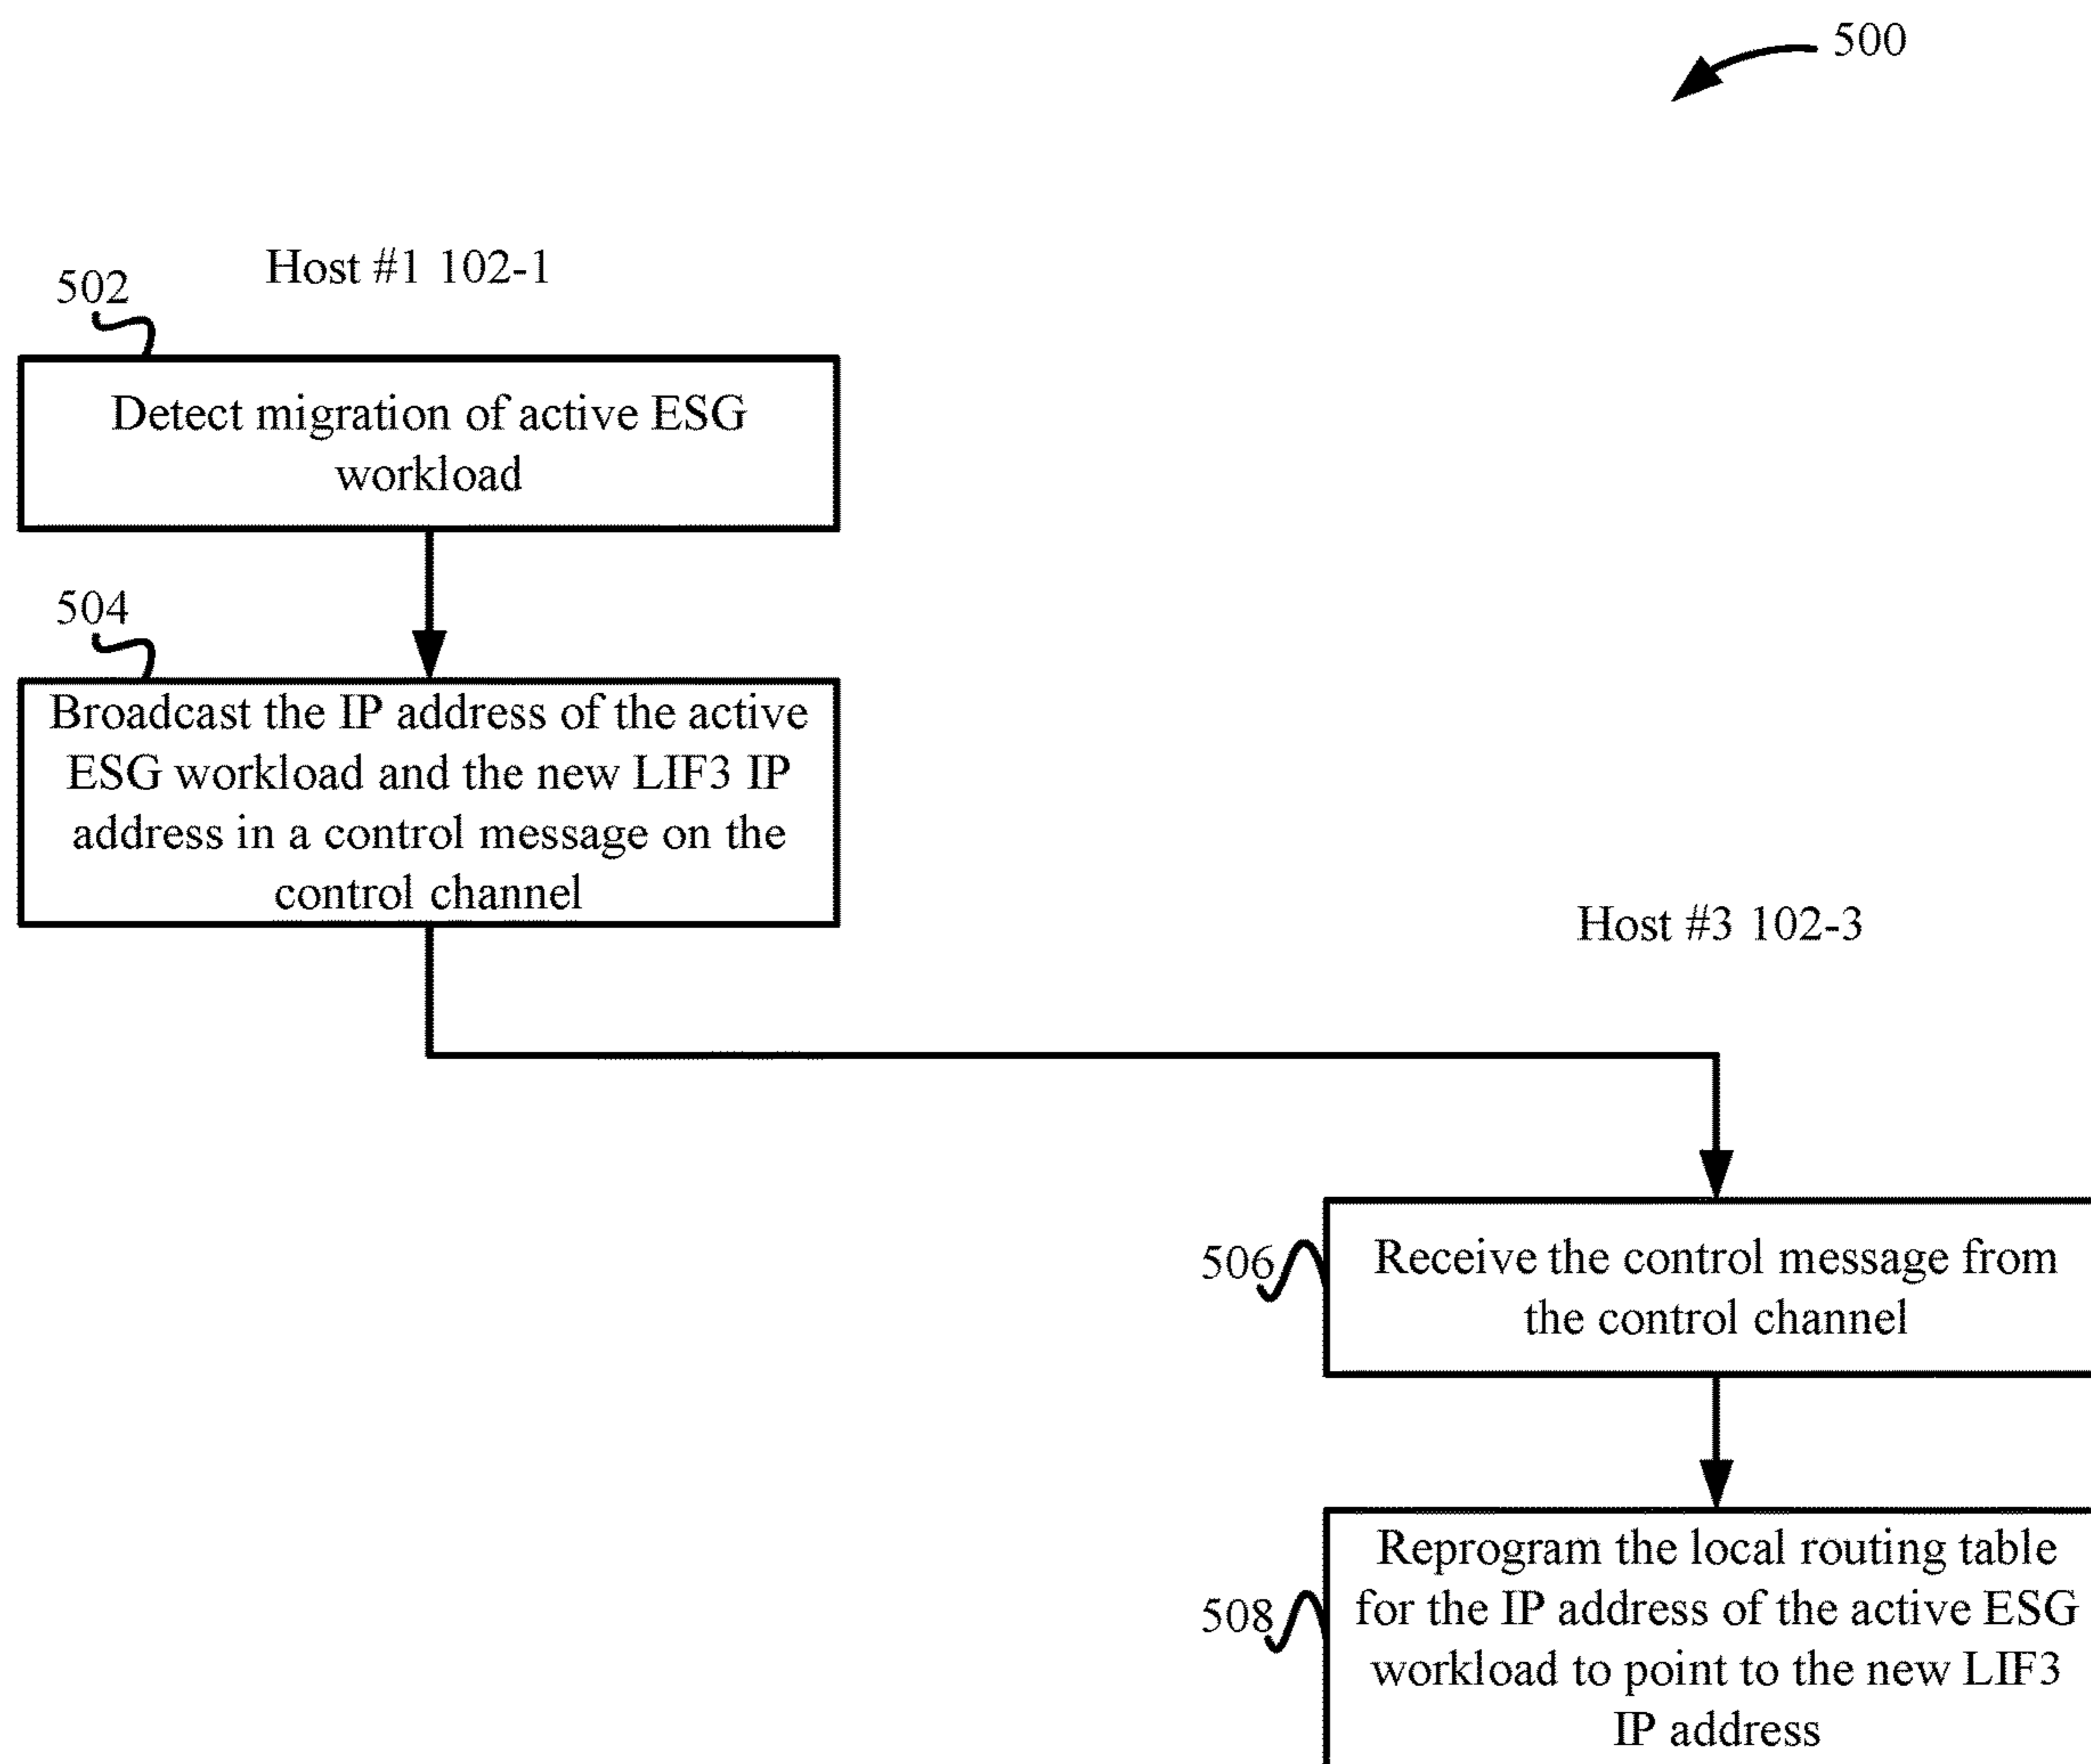 500
Host #1 102-1
502
Detect migration of active ESG
workload
504
Broadcast the IP address of the active
ESG workload and the new LIF3 IP
address in a control message on the
control channel
Host #3 102-3
506
Receive the control message from
the control channel
508
Reprogram the local routing table
for the IP address of the active ESG
workload to point to the new LIF3
IP address